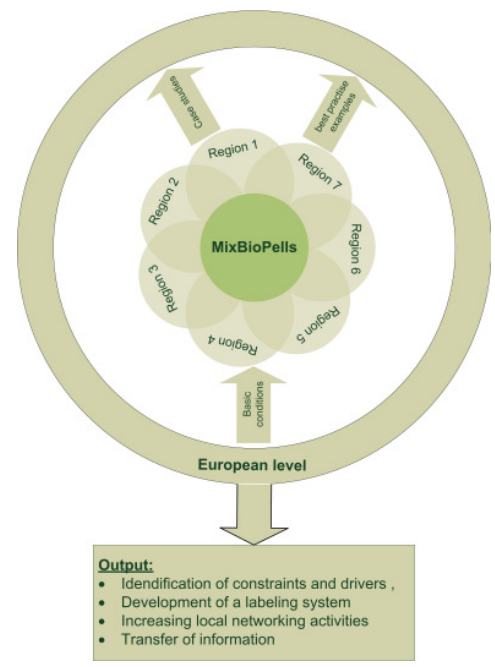 Case studies
best practise
examples
Region 1
Region 2
Region 7
MixBioPells
Region 6
Region 3
Region 5
Region 4
Basic
conditions
European level
Output:
• Idendification of constraints and drivers ,
• Development of a labeling system
• Increasing local networking activities
• Transfer of information